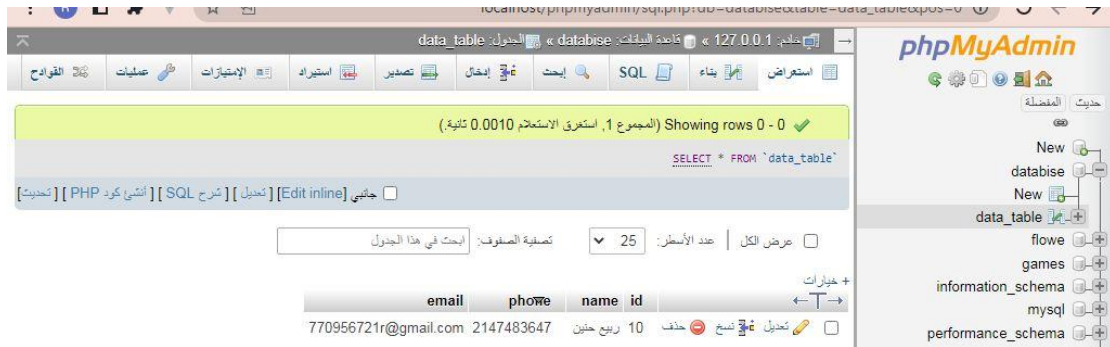 localhost/phpmyadmin/sql.php?db=databise&table=data_table&pos=0
phpMyAdmin
حديث المفضلة
New
databise
New
data_table
flowe
games
information_schema
mysql
performance_schema
خادم: 127.0.0.1 » قاعدة البيانات: databise » الجدول: data_table
استعراض بناء SQL إبحث إدخال تصدير استيراد الإمتيازات عمليات القوادح
Showing rows 0 - 0 (المجموع 1, استغرق الاستعلام 0.0010 ثانية.)
SELECT * FROM `data_table`
جانبي [Edit inline] [ تعديل ] [ شرح SQL ] [ أنشئ كود PHP ] [ تحديث]
عرض الكل عدد الأسطر: 25 تصفية الصفوف: ابحث في هذا الجدول
+ خيارات
id name phowe email
تعديل نسخ حذف 10 ربيع حنين 2147483647 770956721r@gmail.com